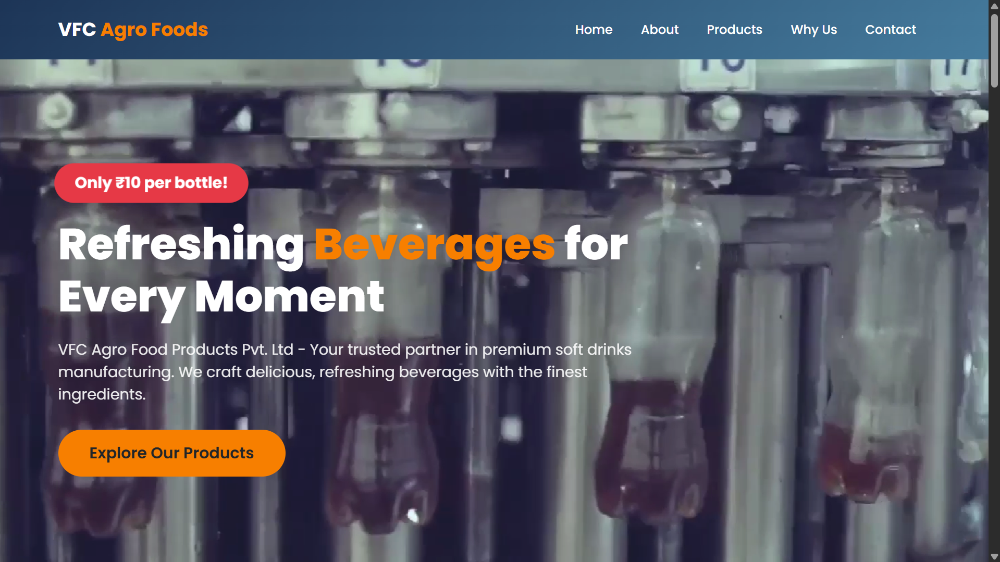 VFC Agro Foods
Home About Products Why Us Contact
17
Only ₹10 per bottle!
Refreshing Beverages for
Every Moment
VFC Agro Food Products Pvt. Ltd - Your trusted partner in premium soft drinks
manufacturing. We craft delicious, refreshing beverages with the finest
ingredients.
Explore Our Products